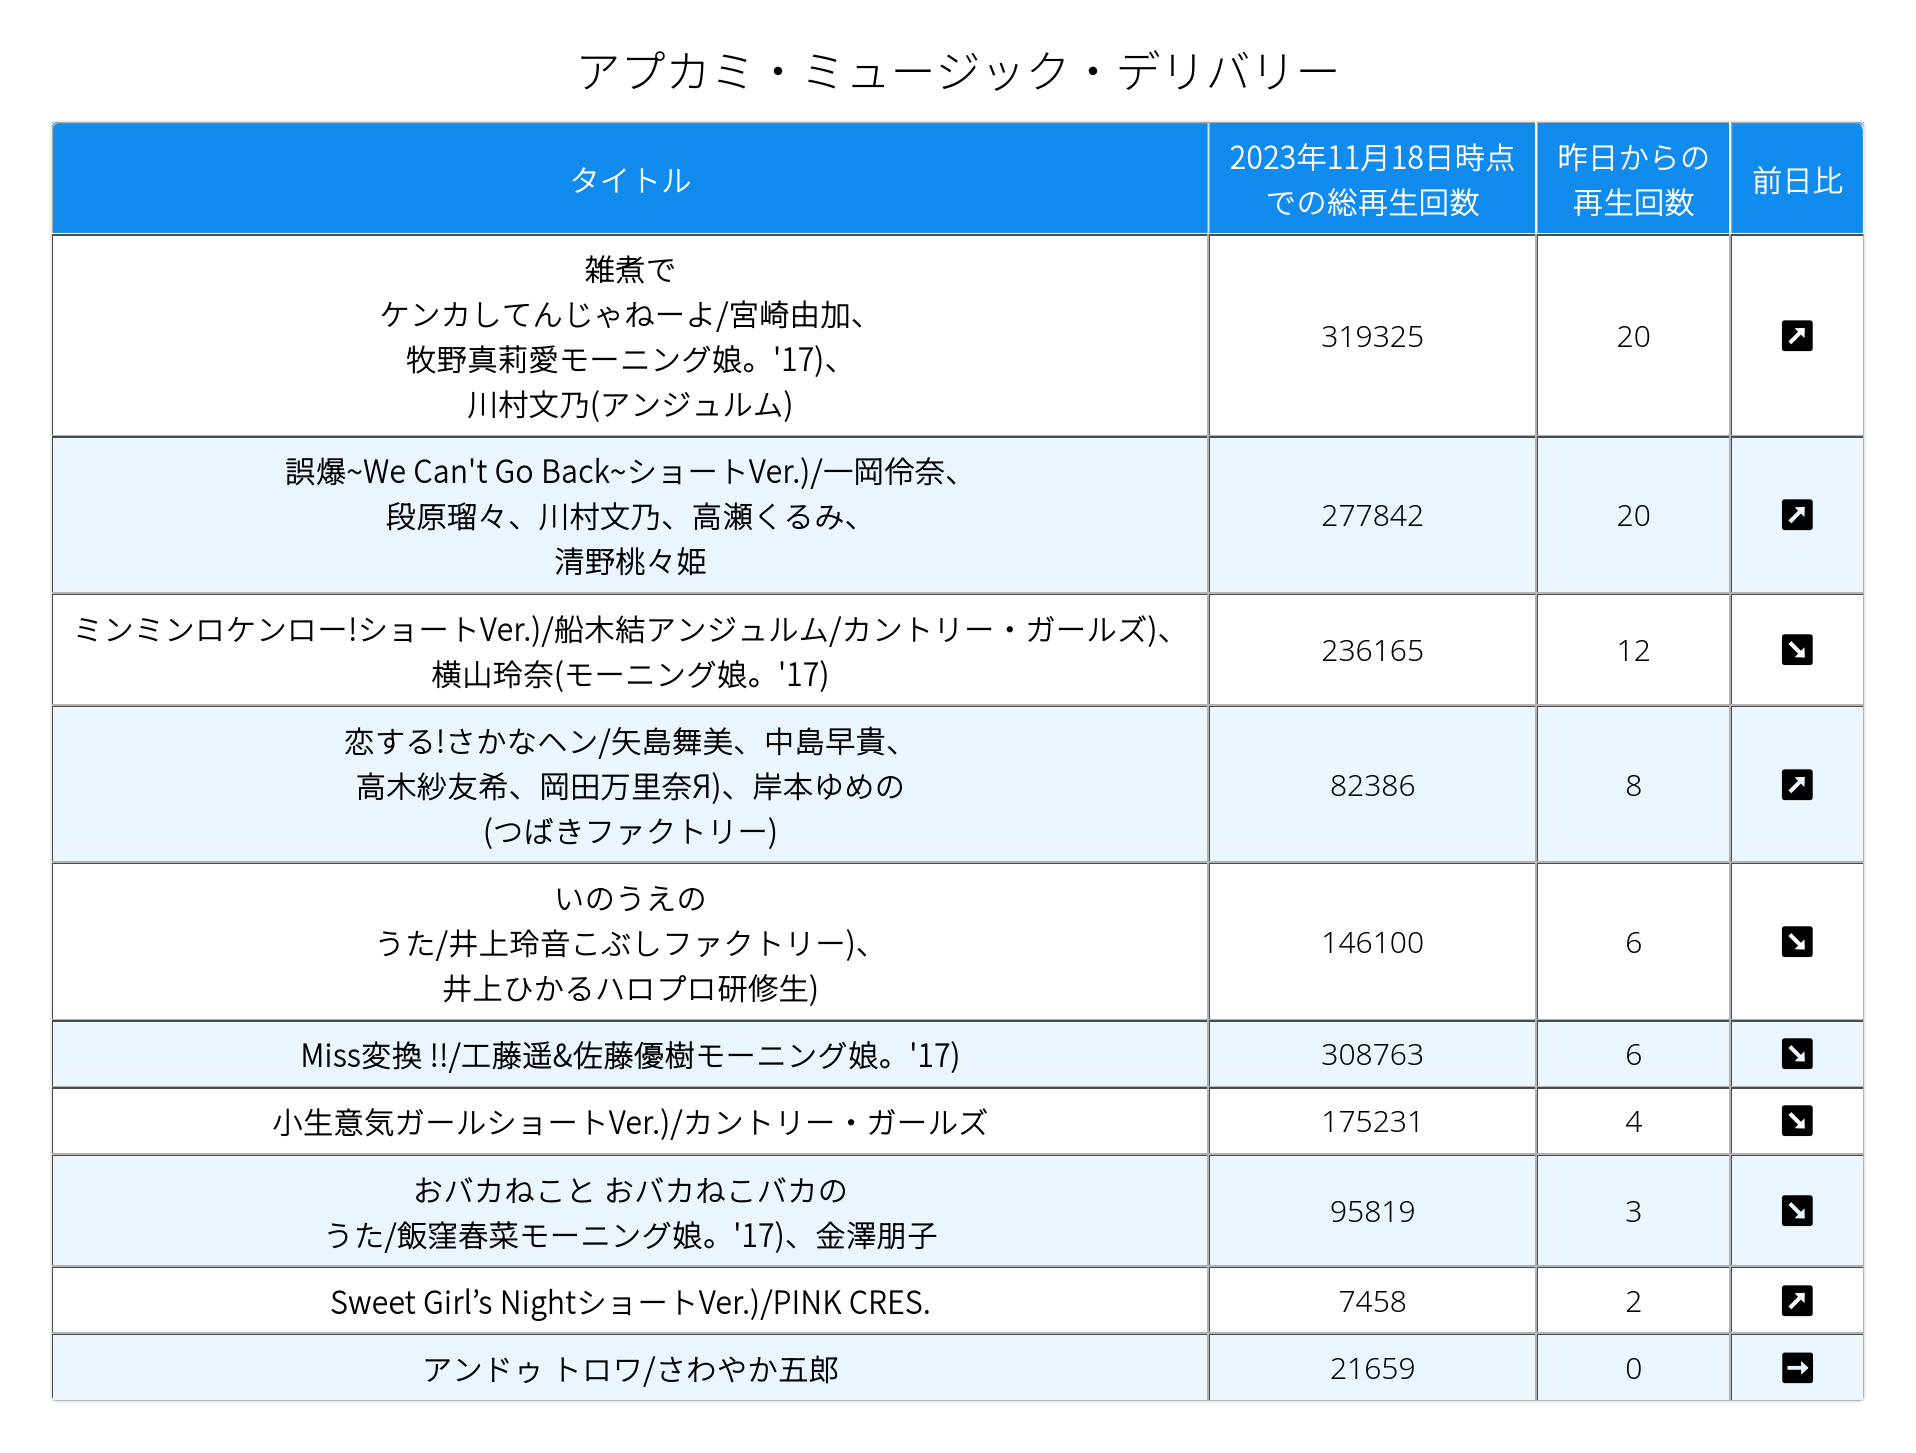 アプカミ・ミュージック・デリバリー
タイトル
2023年11月18日時点
での総再生回数
昨日からの
再生回数
前日比
雑煮で
ケンカしてんじゃねーよ/宮崎由加、
牧野真莉愛モーニング娘。'17)、
川村文乃(アンジュルム)
319325
20
誤爆~We Can't Go Back~ショートVer.)/一岡伶奈、
段原瑠々、川村文乃、高瀬くるみ、
清野桃々姫
277842
20
ミンミンロケンロー!ショートVer.)/船木結アンジュルム/カントリー・ガールズ)、
横山玲奈(モーニング娘。'17)
236165
12
恋する!さかなヘン/矢島舞美、中島早貴、
高木紗友希、岡田万里奈Я)、岸本ゆめの
(つばきファクトリー)
82386
8
いのうえの
うた/井上玲音こぶしファクトリー)、
井上ひかるハロプロ研修生)
146100
6
Miss変換 !!/工藤遥&佐藤優樹モーニング娘。'17)
308763
6
小生意気ガールショートVer.)/カントリー・ガールズ
175231
4
おバカねこと おバカねこバカの
うた/飯窪春菜モーニング娘。'17)、金澤朋子
95819
3
Sweet Girl’s NightショートVer.)/PINK CRES.
7458
2
アンドゥ トロワ/さわやか五郎
21659
0